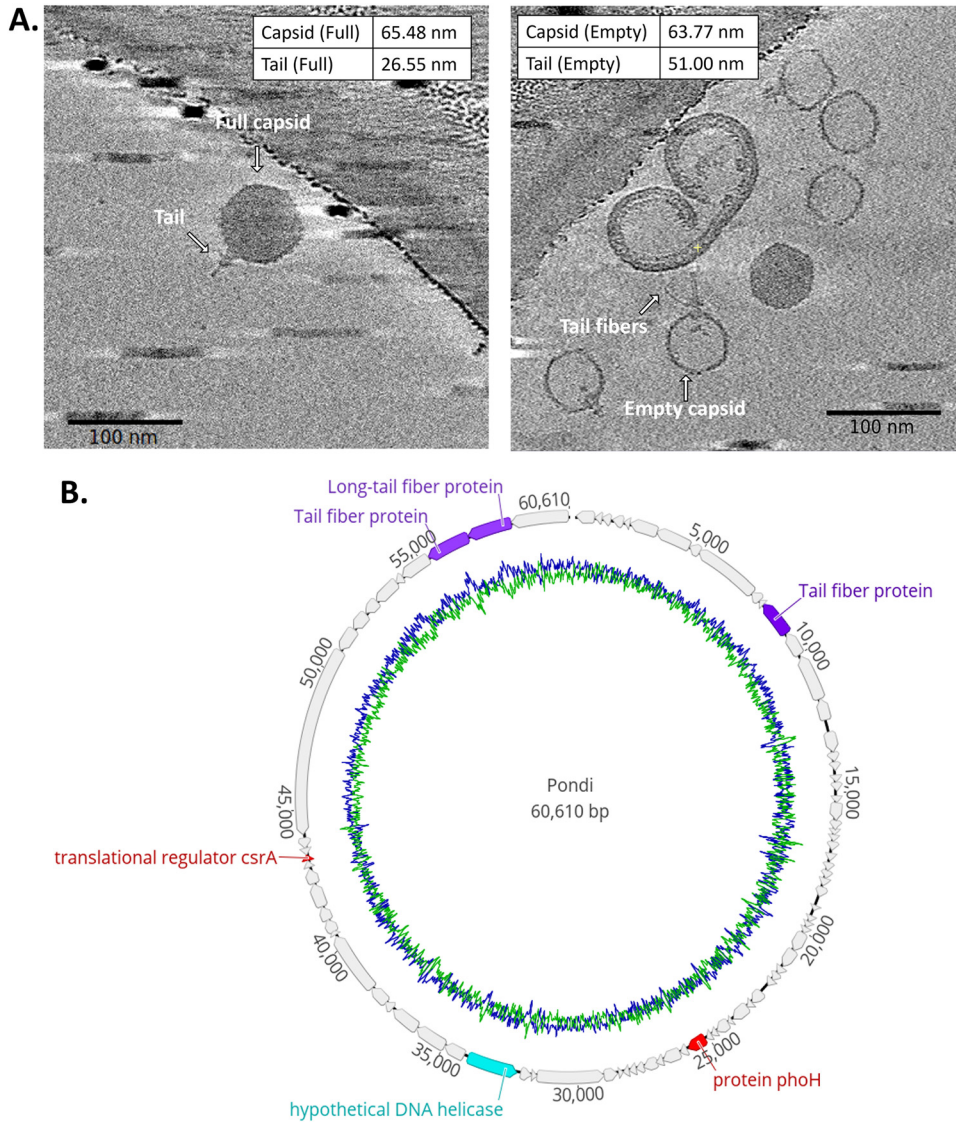 A.
Capsid (Full) 65.48 nm
Tail (Full) 26.55 nm
Full capsid
Tail
100 nm
Capsid (Empty) 63.77 nm
Tail (Empty) 51.00 nm
Tail fibers
Empty capsid
100 nm
B.
Long-tail fiber protein
Tail fiber protein
60,610
5,000
Tail fiber protein
10,000
15,000
20,000
25,000
protein phoH
30,000
hypothetical DNA helicase
35,000
40,000
translational regulator csrA
45,000
50,000
55,000
Pondi
60,610 bp